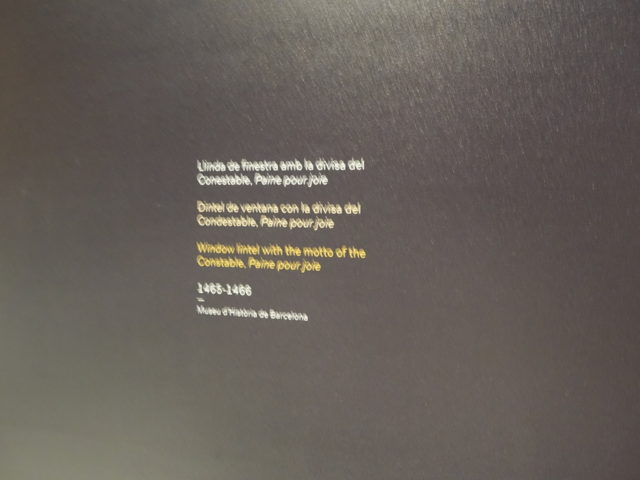 Llinda de finestra amb la divisa del
Conestable, Paine pour joie
Dintel de ventana con la divisa del
Condestable, Paine pour joie
Window lintel with the motto of the
Constable, Paine pour joie
1465-1466
Museu d'Història de Barcelona